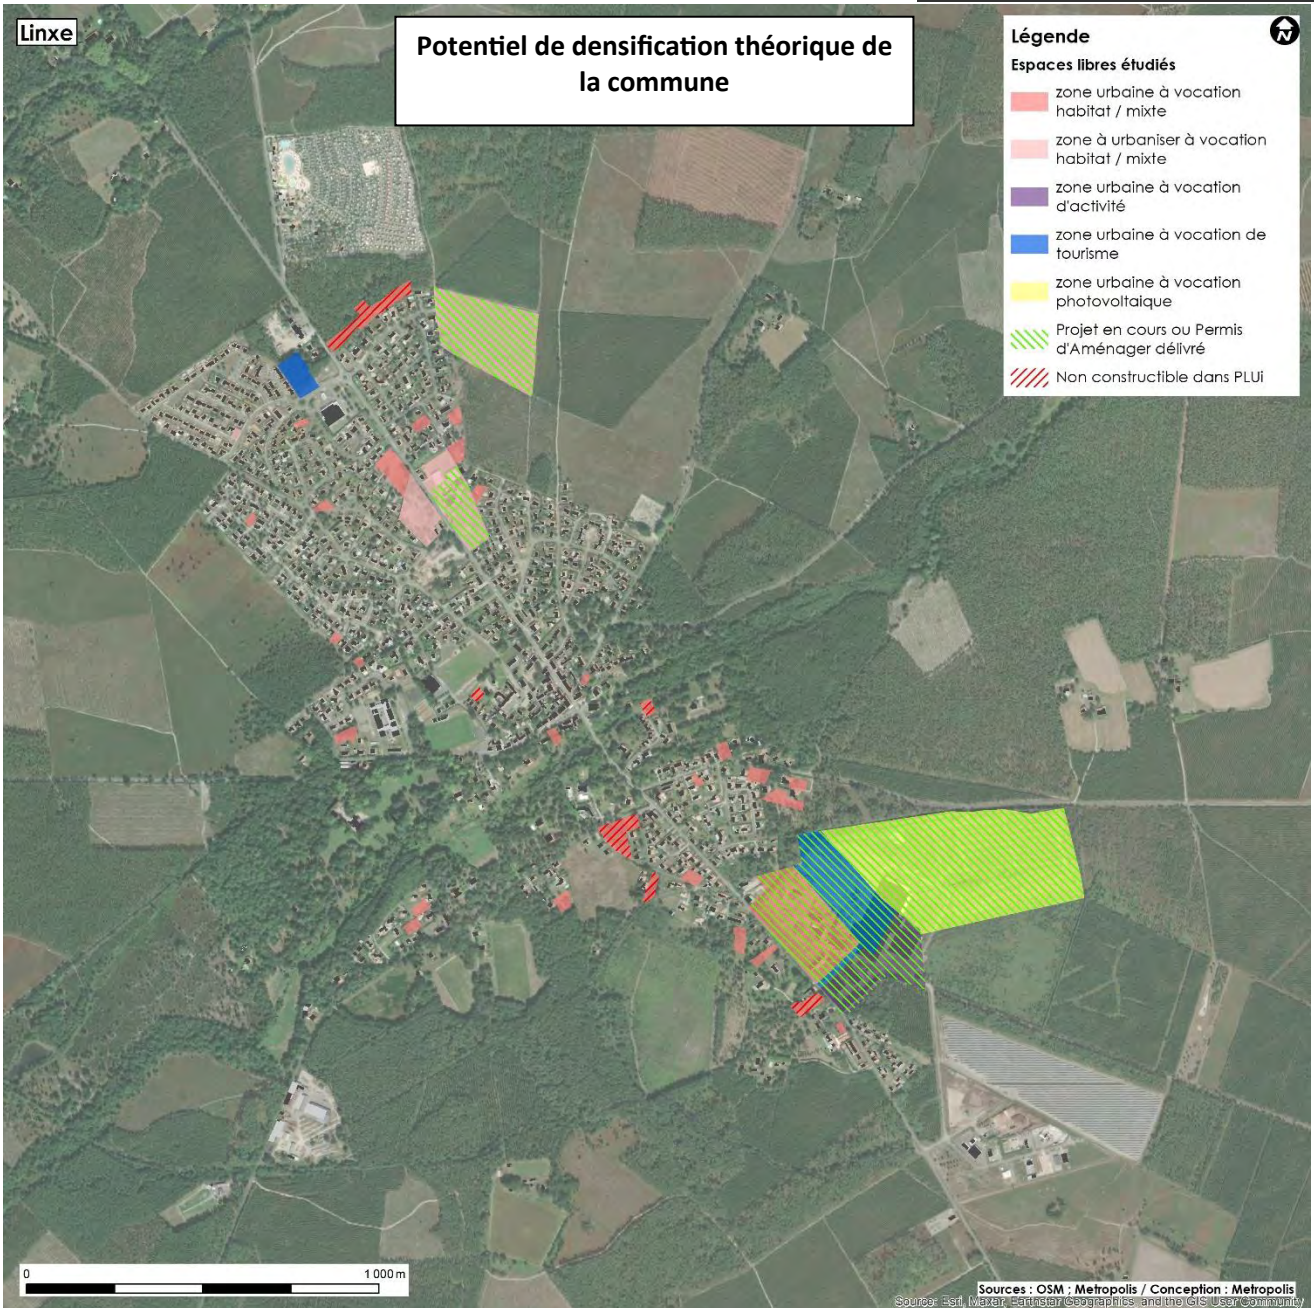 Linxe
Potentiel de densification théorique de
la commune
Légende
N
Espaces libres étudiés
zone urbaine à vocation
habitat / mixte
zone à urbaniser à vocation
habitat / mixte
zone urbaine à vocation
d'activité
zone urbaine à vocation de
tourisme
zone urbaine à vocation
photovoltaique
Projet en cours ou Permis
d'Aménager délivré
Non constructible dans PLUi
0 1 000 m
Sources : OSM ; Metropolis / Conception : Metropolis
Source: Esri, Maxar, Earthstar Geographics, and the GIS User Community